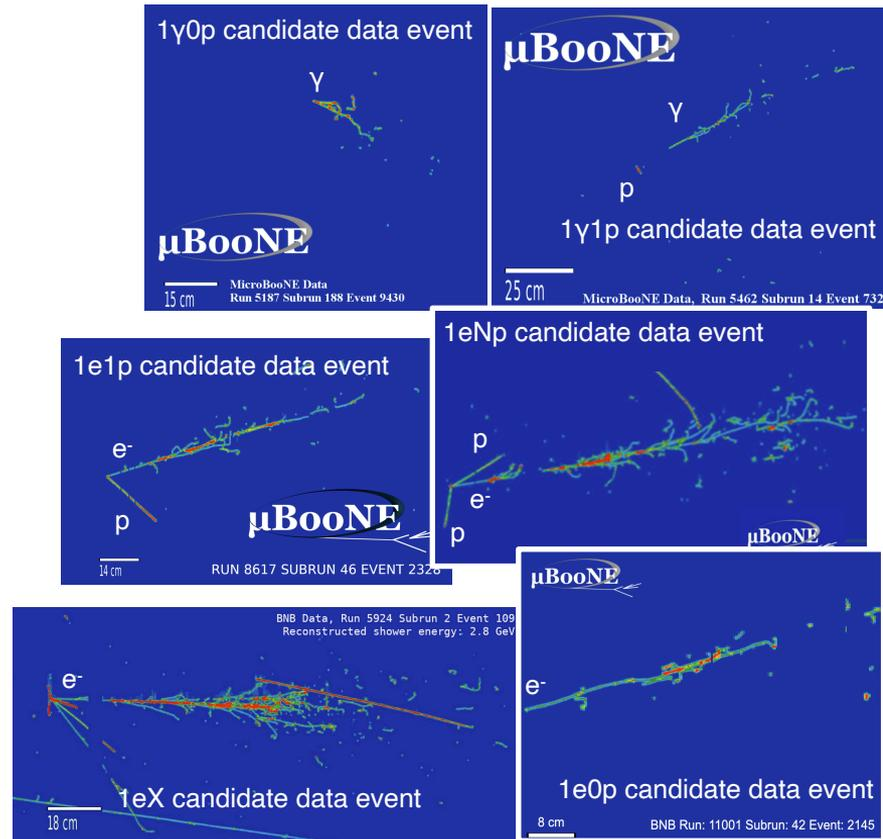 1γ0p candidate data event
γ
µBooNE
15 cm
MicroBooNE Data
Run 5187 Subrun 188 Event 9430
µBooNE
γ
p
1γ1p candidate data event
25 cm
MicroBooNE Data, Run 5462 Subrun 14 Event 732
1e1p candidate data event
e-
p
µBooNE
14 cm
RUN 8617 SUBRUN 46 EVENT 2328
1eNp candidate data event
p
e-
p
µBooNE
BNB Data, Run 5924 Subrun 2 Event 109
Reconstructed shower energy: 2.8 GeV
e-
1eX candidate data event
18 cm
µBooNE
e-
1e0p candidate data event
8 cm
BNB Run: 11001 Subrun: 42 Event: 2145